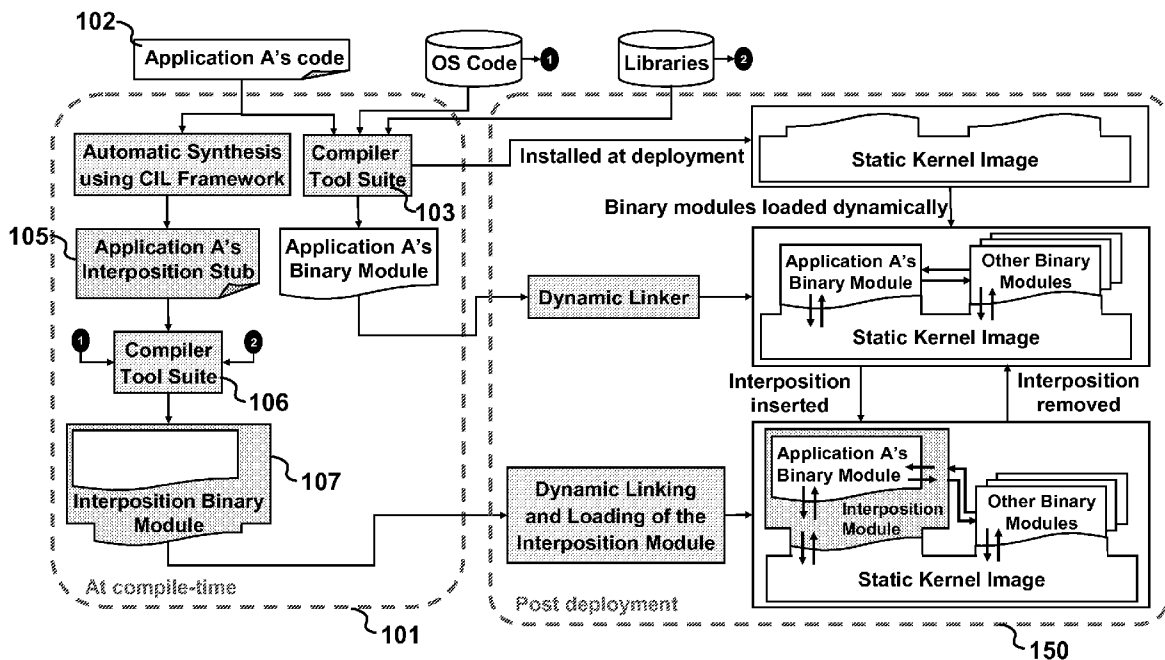 102
Application A's code
OS Code
1
Libraries
2
Automatic Synthesis
using CIL Framework
Compiler
Tool Suite
103
Installed at deployment
Static Kernel Image
Binary modules loaded dynamically
105
Application A's
Interposition Stub
Application A's
Binary Module
Dynamic Linker
Application A's
Binary Module
Other Binary
Modules
Static Kernel Image
1
Compiler
Tool Suite
2
106
Interposition
inserted
Interposition
removed
107
Interposition Binary
Module
Dynamic Linking
and Loading of the
Interposition Module
Application A's
Binary Module
Interposition
Module
Other Binary
Modules
Static Kernel Image
At compile-time
Post deployment
101
150